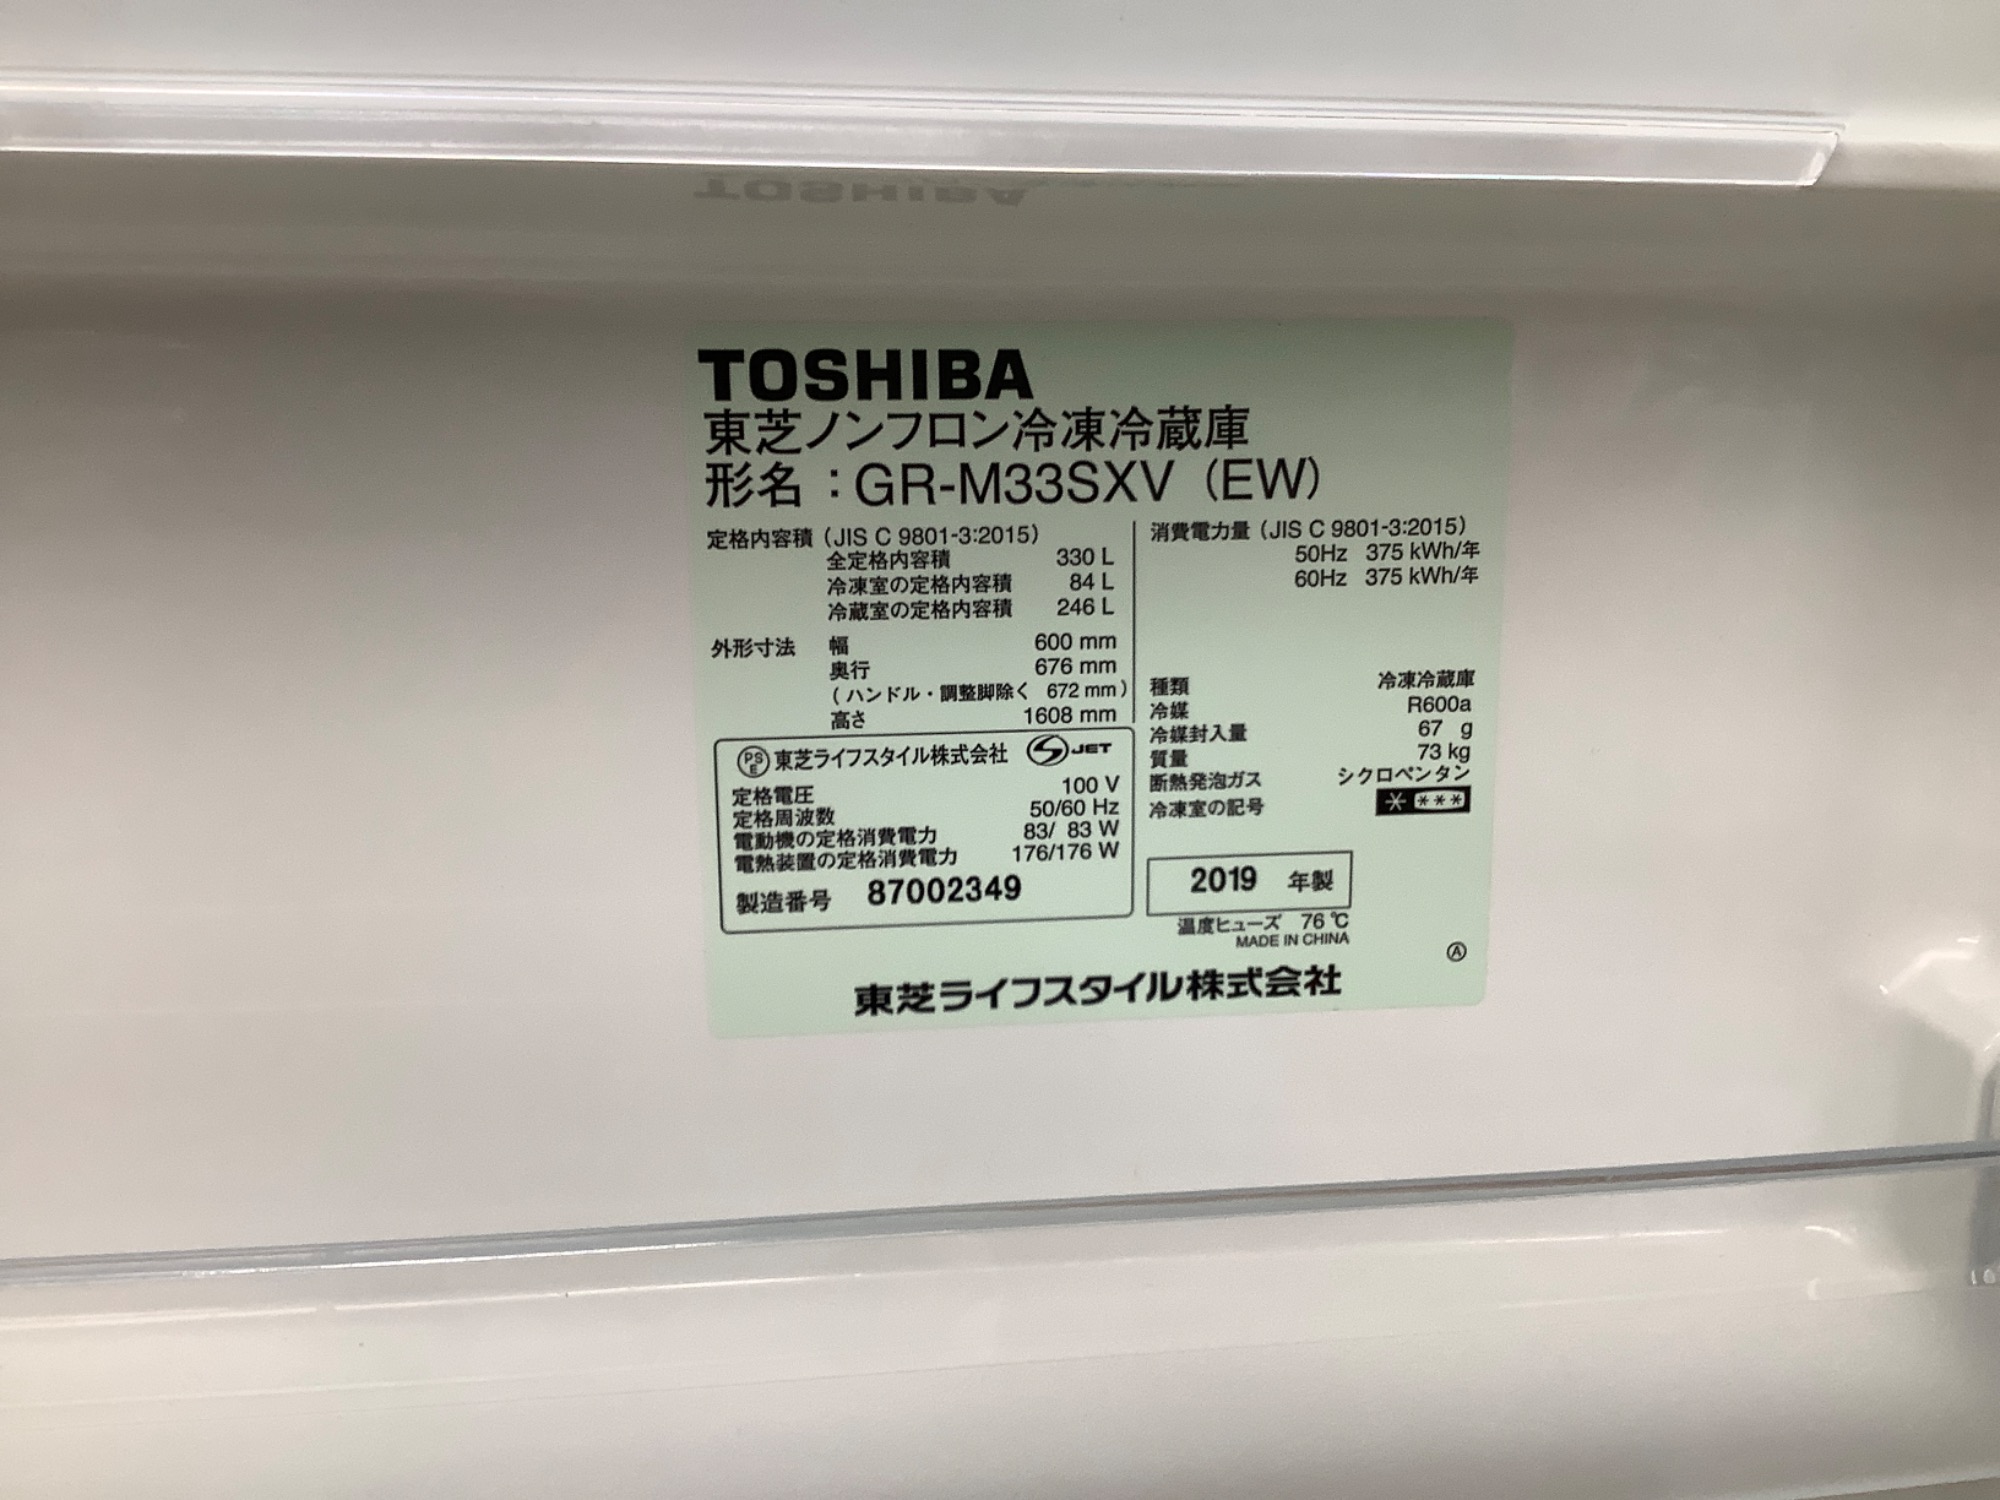 TOSHIBA
東芝ノンフロン冷凍冷蔵庫
形名：GR-M33SXV（EW）
定格内容積（JIS C 9801-3:2015）
全定格内容積 330 L
冷凍室の定格内容積 84 L
冷蔵室の定格内容積 246 L
外形寸法 幅 600 mm
奥行 676 mm
（ハンドル・調整脚除く 672 mm）
高さ 1608 mm
PSE 東芝ライフスタイル株式会社 S JET
定格電圧 100 V
定格周波数 50/60 Hz
電動機の定格消費電力 83/ 83 W
電熱装置の定格消費電力 176/176 W
製造番号 87002349
消費電力量（JIS C 9801-3:2015）
50Hz 375 kWh/年
60Hz 375 kWh/年
種類 冷凍冷蔵庫
冷媒 R600a
冷媒封入量 67 g
質量 73 kg
断熱発泡ガス シクロペンタン
冷凍室の記号 * ***
2019 年製
温度ヒューズ 76 ℃
MADE IN CHINA
Ⓐ
東芝ライフスタイル株式会社